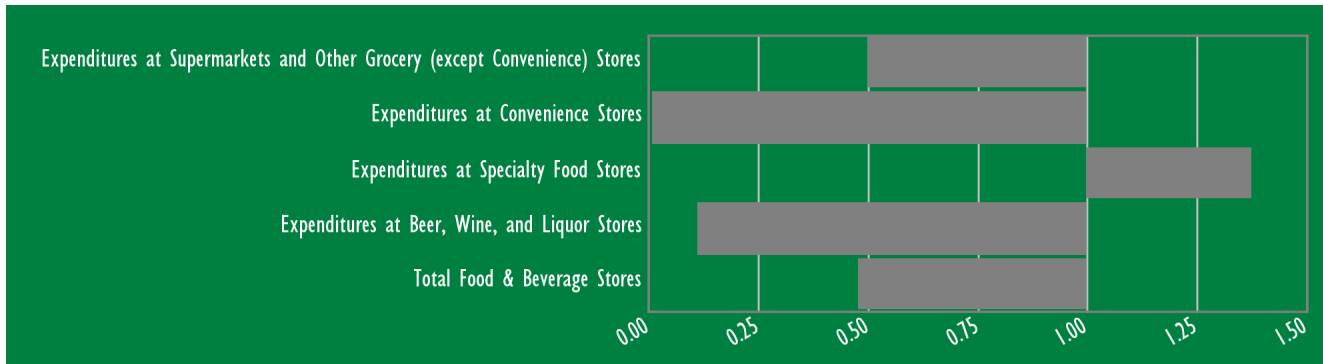 Expenditures at Supermarkets and Other Grocery (except Convenience) Stores
Expenditures at Convenience Stores
Expenditures at Specialty Food Stores
Expenditures at Beer, Wine, and Liquor Stores
Total Food & Beverage Stores
0.00 0.25 0.50 0.75 1.00 1.25 1.50